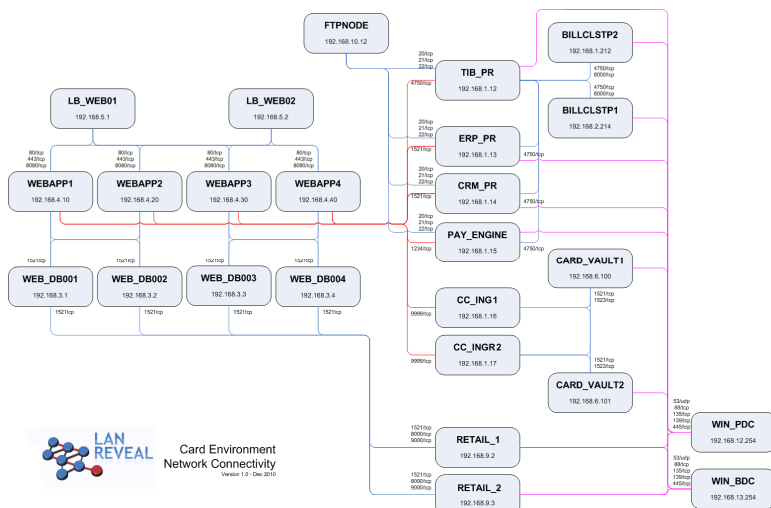 FTPNODE
192.168.10.12
BILLCLSTP2
192.168.1.212
20/tcp
21/tcp
22/tcp
TIB_PR
192.168.1.12
4750/tcp
4750/tcp
8000/tcp
4750/tcp
8000/tcp
BILLCLSTP1
192.168.2.214
LB_WEB01
192.168.5.1
LB_WEB02
192.168.5.2
20/tcp
21/tcp
22/tcp
ERP_PR
192.168.1.13
1521/tcp
4750/tcp
80/tcp
443/tcp
8080/tcp
80/tcp
443/tcp
8080/tcp
80/tcp
443/tcp
8080/tcp
80/tcp
443/tcp
8080/tcp
WEBAPP1
192.168.4.10
WEBAPP2
192.168.4.20
WEBAPP3
192.168.4.30
WEBAPP4
192.168.4.40
20/tcp
21/tcp
22/tcp
CRM_PR
192.168.1.14
1521/tcp
4750/tcp
20/tcp
21/tcp
22/tcp
PAY_ENGINE
192.168.1.15
1234/tcp
4750/tcp
CARD_VAULT1
192.168.6.100
1521/tcp
1521/tcp
1521/tcp
1521/tcp
WEB_DB001
192.168.3.1
WEB_DB002
192.168.3.2
WEB_DB003
192.168.3.3
WEB_DB004
192.168.3.4
1521/tcp
1521/tcp
1521/tcp
1521/tcp
CC_ING1
192.168.1.16
9999/tcp
1521/tcp
1523/tcp
CC_INGR2
192.168.1.17
9999/tcp
1521/tcp
1523/tcp
CARD_VAULT2
192.168.6.101
53/udp
88/tcp
135/tcp
139/tcp
445/tcp
WIN_PDC
192.168.12.254
1521/tcp
8000/tcp
9000/tcp
RETAIL_1
192.168.9.2
LAN
REVEAL
Card Environment
Network Connectivity
Version 1.0 - Dec 2010
1521/tcp
8000/tcp
9000/tcp
RETAIL_2
192.168.9.3
53/udp
88/tcp
135/tcp
139/tcp
445/tcp
WIN_BDC
192.168.13.254